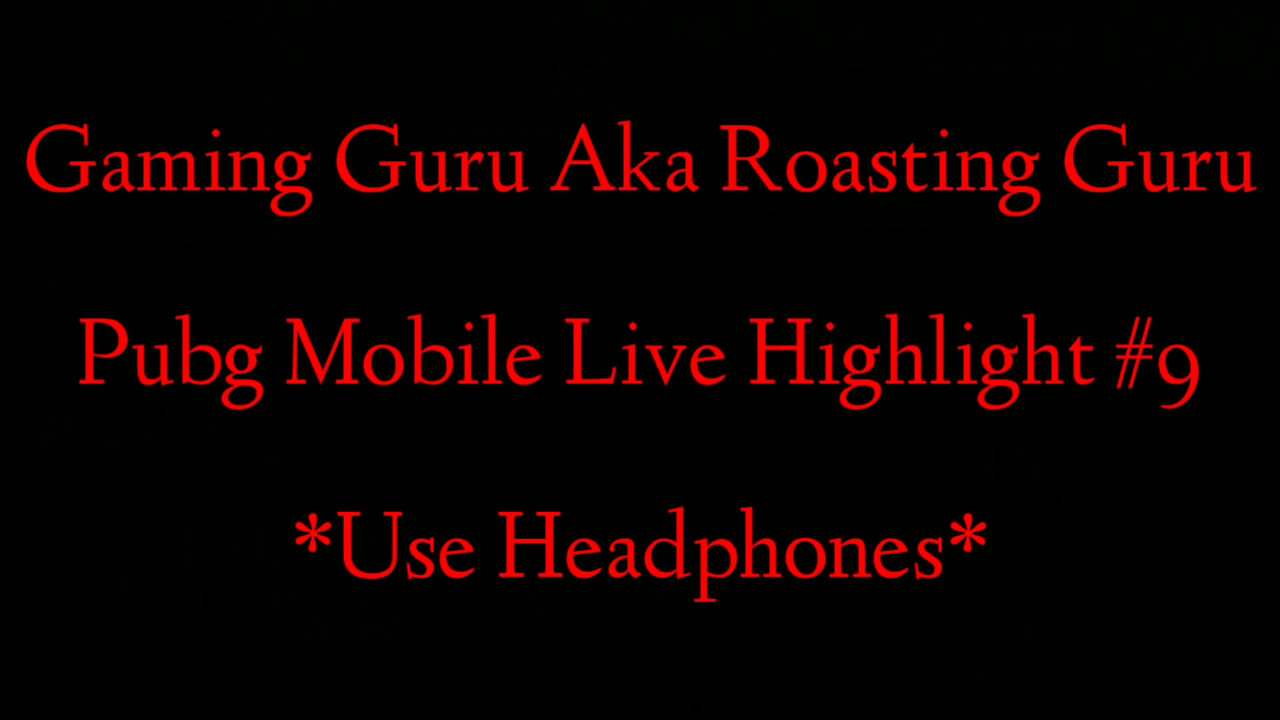 Gaming Guru Aka Roasting Guru
Pubg Mobile Live Highlight #9
*Use Headphones*